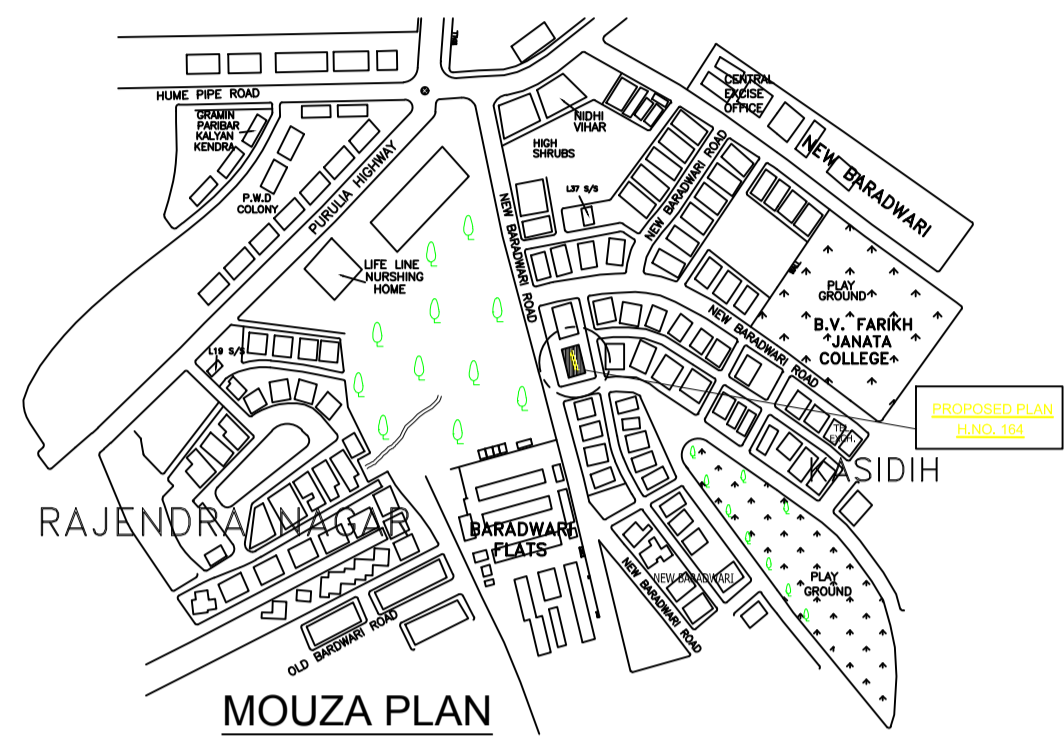 HUME PIPE ROAD
GRAMIN
PARIBAR
KALYAN
KENDRA
P.W.D
COLONY
PURULIA HIGHWAY
LIFE LINE
NURSHING
HOME
NIDHI
VIHAR
HIGH
SHRUBS
L37 S/S
NEW BARADWARI ROAD
NEW BARADWARI ROAD
CENTRAL
EXCISE
OFFICE
NEW BARADWARI
PLAY
GROUND
B.V. FARIKH
JANATA
COLLEGE
NEW BARADWARI ROAD
PROPOSED PLAN
H.NO. 164
TEL
EXCH.
KASIDIH
L19 S/S
RAJENDRA NAGAR
BARADWARI
FLATS
NEW BARADWARI
NEW BARADWARI ROAD
PLAY
GROUND
OLD BARDWARI ROAD
MOUZA PLAN